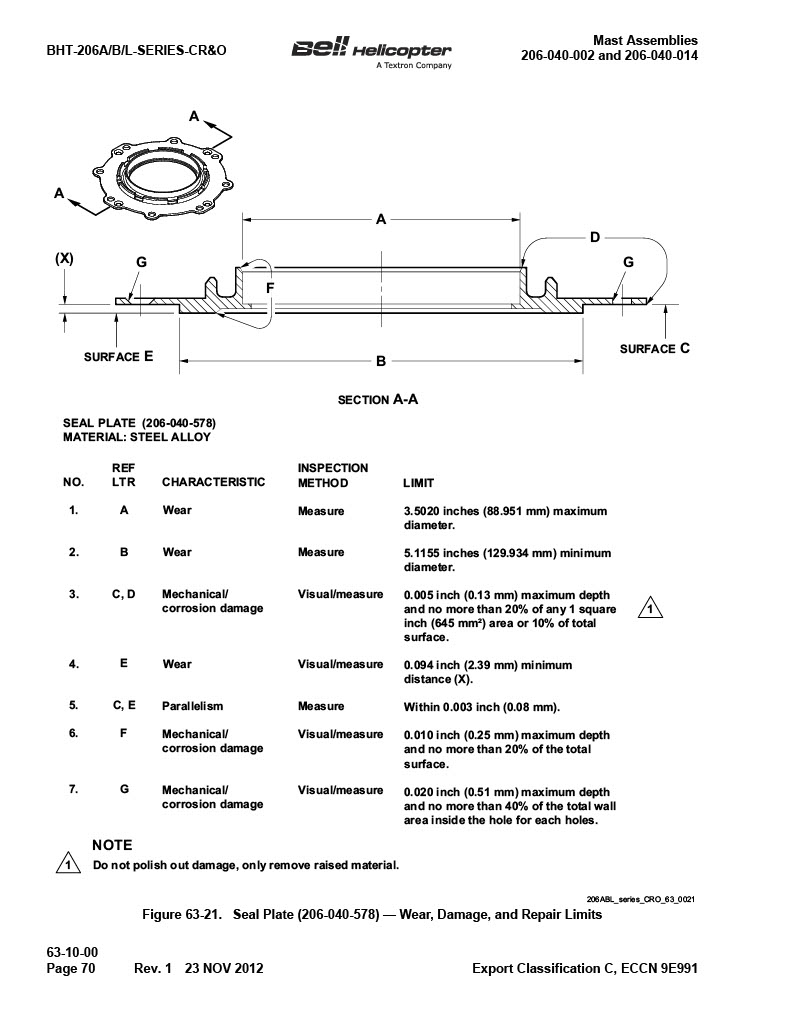 BHT-206A/B/L-SERIES-CR&O
Bell Helicopter
A Textron Company
Mast Assemblies
206-040-002 and 206-040-014
A
A
A
D
(X)
G
G
F
SURFACE E
SURFACE C
B
SECTION A-A
SEAL PLATE (206-040-578)
MATERIAL: STEEL ALLOY
NO. REF LTR CHARACTERISTIC INSPECTION METHOD LIMIT
1. A Wear Measure 3.5020 inches (88.951 mm) maximum
diameter.
2. B Wear Measure 5.1155 inches (129.934 mm) minimum
diameter.
3. C, D Mechanical/ Visual/measure 0.005 inch (0.13 mm) maximum depth
corrosion damage and no more than 20% of any 1 square
1
inch (645 mm²) area or 10% of total
surface.
4. E Wear Visual/measure 0.094 inch (2.39 mm) minimum
distance (X).
5. C, E Parallelism Measure Within 0.003 inch (0.08 mm).
6. F Mechanical/ Visual/measure 0.010 inch (0.25 mm) maximum depth
corrosion damage and no more than 20% of the total
surface.
7. G Mechanical/ Visual/measure 0.020 inch (0.51 mm) maximum depth
corrosion damage and no more than 40% of the total wall
area inside the hole for each holes.
NOTE
1 Do not polish out damage, only remove raised material.
206ABL_series_CRO_63_0021
Figure 63-21. Seal Plate (206-040-578) — Wear, Damage, and Repair Limits
63-10-00
Page 70 Rev. 1 23 NOV 2012 Export Classification C, ECCN 9E991